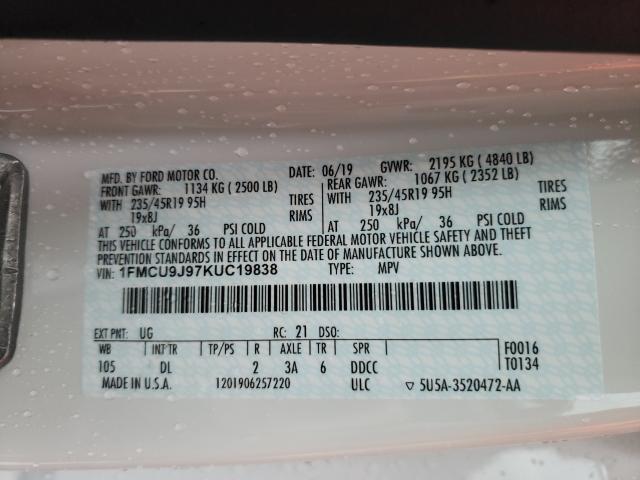 MFD. BY FORD MOTOR CO. DATE: 06/19 GVWR: 2195 KG ( 4840 LB)
FRONT GAWR: 1134 KG ( 2500 LB) REAR GAWR: 1067 KG ( 2352 LB)
WITH 235/45R19 95H TIRES WITH 235/45R19 95H TIRES
19x8J RIMS 19x8J RIMS
AT 250 kPa/ 36 PSI COLD AT 250 kPa/ 36 PSI COLD
THIS VEHICLE CONFORMS TO ALL APPLICABLE FEDERAL MOTOR VEHICLE SAFETY AND THEFT
PREVENTION STANDARDS IN EFFECT ON THE DATE OF MANUFACTURE SHOWN ABOVE.
VIN: 1FMCU9J97KUC19838 TYPE: MPV
EXT PNT: UG RC: 21 DSO:
WB INT TR TP/PS R AXLE TR SPR F0016
105 DL 2 3A 6 DDCC T0134
MADE IN U.S.A. 1201906257220 ULC ▽ 5U5A-3520472-AA